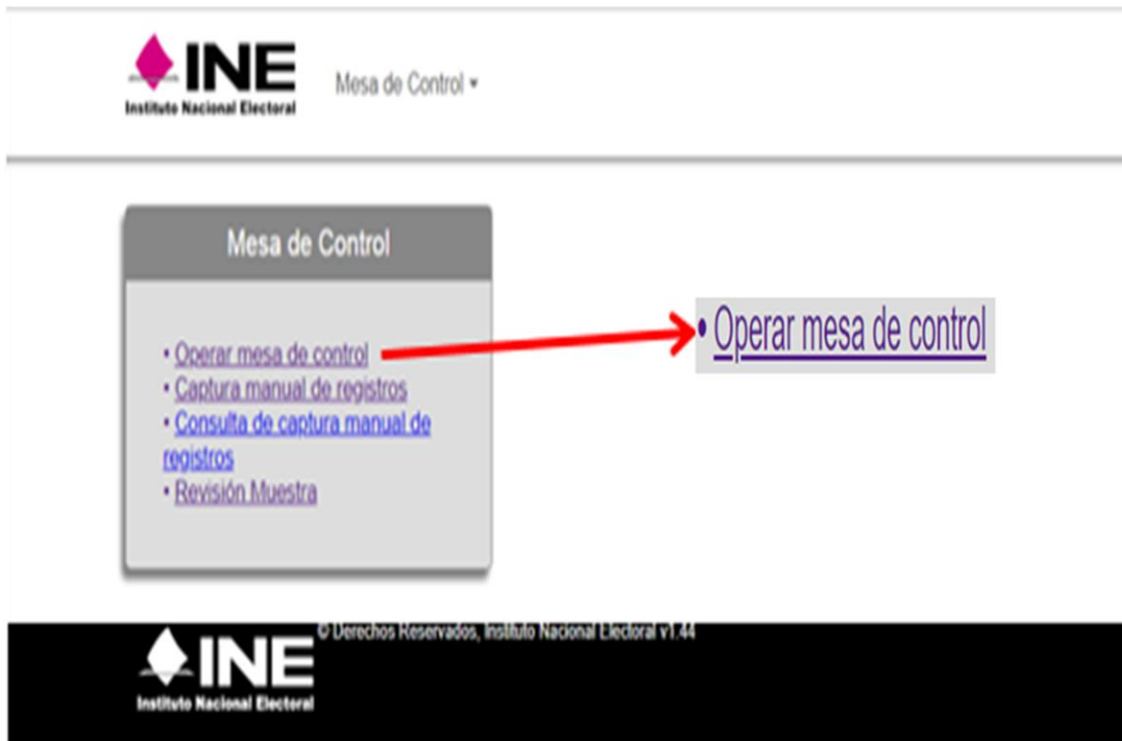 INE
Instituto Nacional Electoral
Mesa de Control
Mesa de Control
• Operar mesa de control
• Captura manual de registros
• Consulta de captura manual de
registros
• Revisión Muestra
• Operar mesa de control
© Derechos Reservados, Instituto Nacional Electoral v1.44
INE
Instituto Nacional Electoral